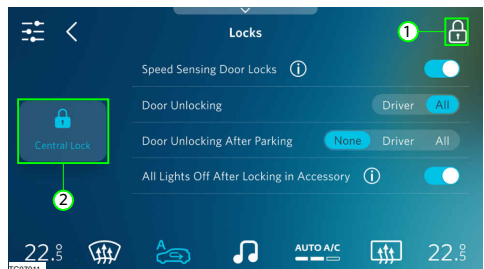 Locks
1
Speed Sensing Door Locks i
Door Unlocking Driver All
Central Lock
Door Unlocking After Parking None Driver All
All Lights Off After Locking in Accessory i
2
22.5 A AUTO A/C 22.5